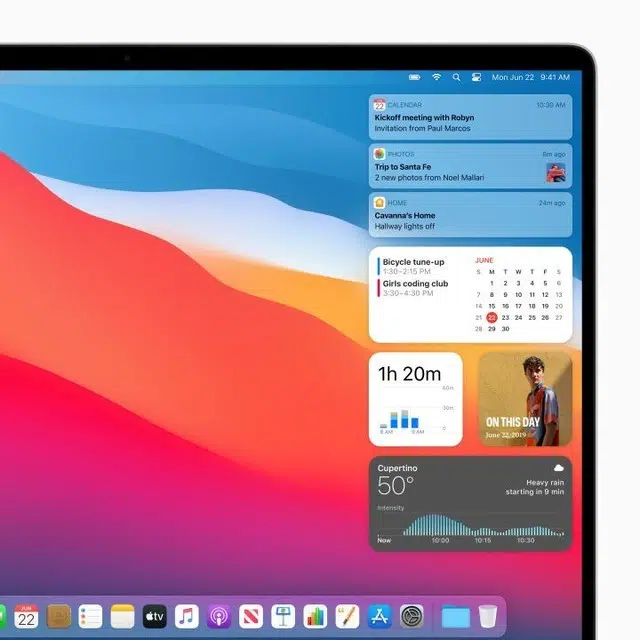 Mon Jun 22 9:41 AM
22
CALENDAR 10:30 AM
Kickoff meeting with Robyn
Invitation from Paul Marcos
PHOTOS 8m ago
Trip to Santa Fe
2 new photos from Noel Mallari
HOME 24m ago
Cavanna's Home
Hallway lights off
Bicycle tune-up
1:30–2:15 PM
Girls coding club
3:30–4:30 PM
JUNE
S M T W T F S
1 2 3 4 5 6
7 8 9 10 11 12 13
14 15 16 17 18 19 20
21 22 23 24 25 26 27
28 29 30
1h 20m
60m
30m
0
6 AM 9 AM
ON THIS DAY
June 22, 2019
Cupertino
50°
Heavy rain
starting in 9 min
Intensity
Now 10:00 10:15 10:30
JUN
22
tv